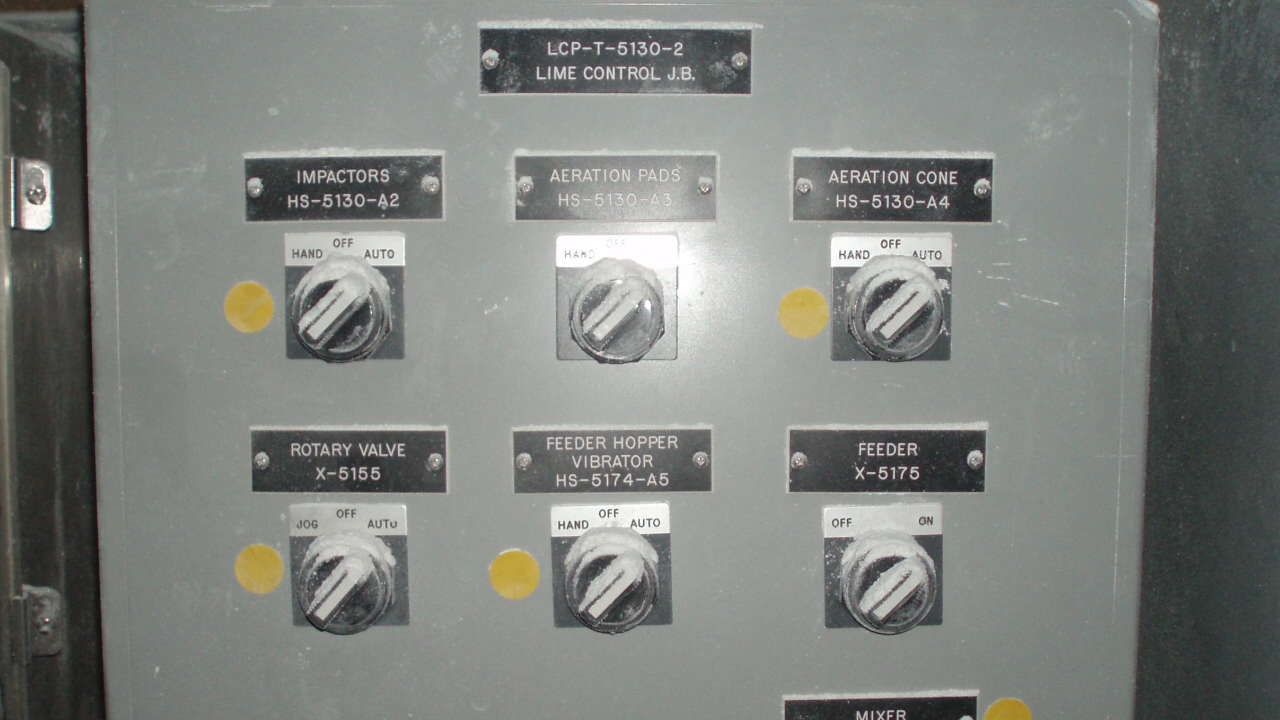 LCP-T-5130-2
LIME CONTROL J.B.
IMPACTORS
HS-5130-A2
AERATION PADS
HS-5130-A3
AERATION CONE
HS-5130-A4
HAND OFF AUTO
HAND OFF
HAND OFF AUTO
ROTARY VALVE
X-5155
FEEDER HOPPER
VIBRATOR
HS-5174-A5
FEEDER
X-5175
JOG OFF AUTO
HAND OFF AUTO
OFF ON
MIXER